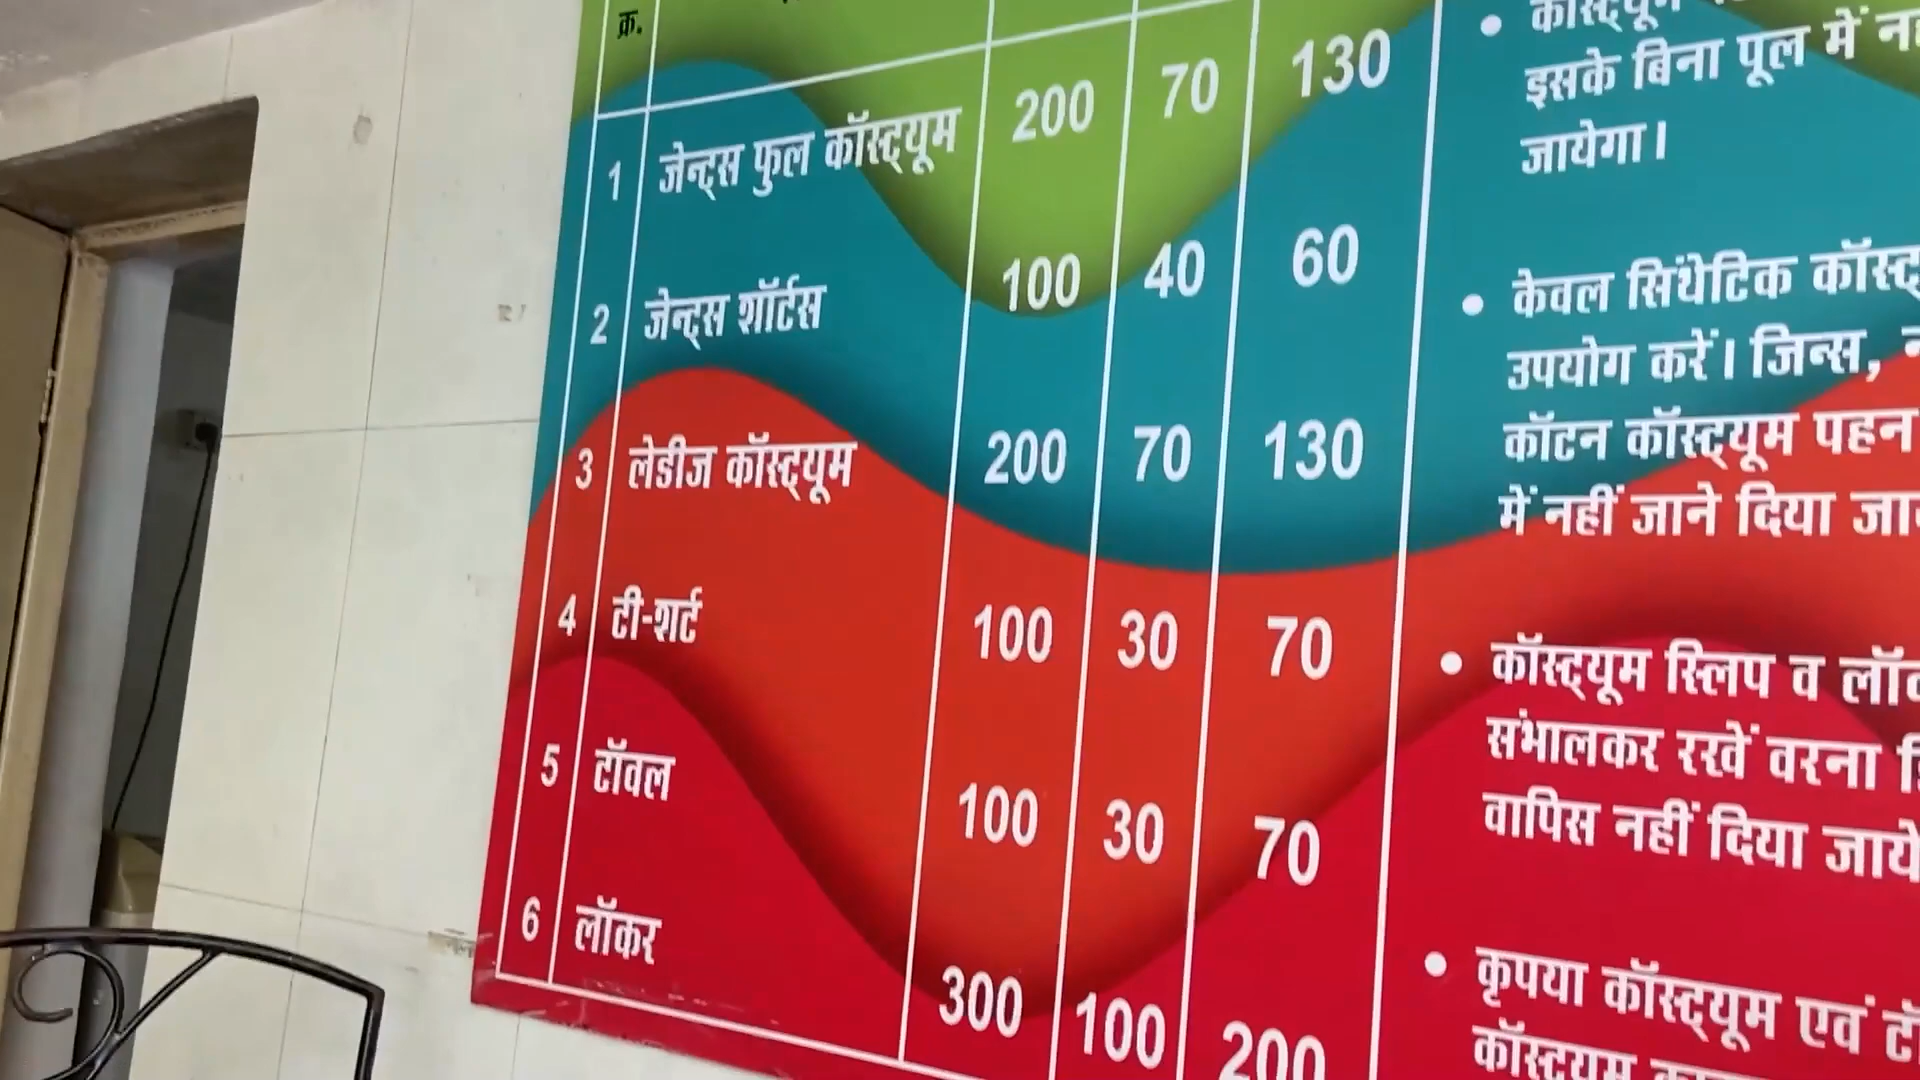 क्र.
1 जेन्ट्स फुल कॉस्ट्यूम 200 70 130
2 जेन्ट्स शॉर्टस 100 40 60
3 लेडीज कॉस्ट्यूम 200 70 130
4 टी-शर्ट 100 30 70
5 टॉवल 100 30 70
6 लॉकर 300 100 200
• कॉस्ट्यूम
इसके बिना पूल में
जायेगा।
• केवल सिंथेटिक
उपयोग करें। जिन्स,
कॉटन कॉस्ट्यूम पहन
में नहीं जाने दिया
• कॉस्ट्यूम स्लिप व
संभालकर रखें वरना
वापिस नहीं दिया
• कृपया कॉस्ट्यूम एवं
कॉस्ट्यूम